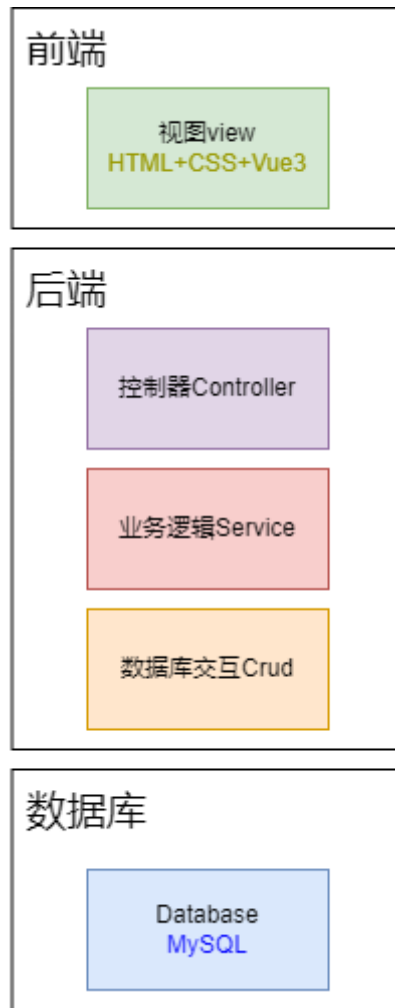 前端
视图view
HTML+CSS+Vue3
后端
控制器Controller
业务逻辑Service
数据库交互Crud
数据库
Database
MySQL